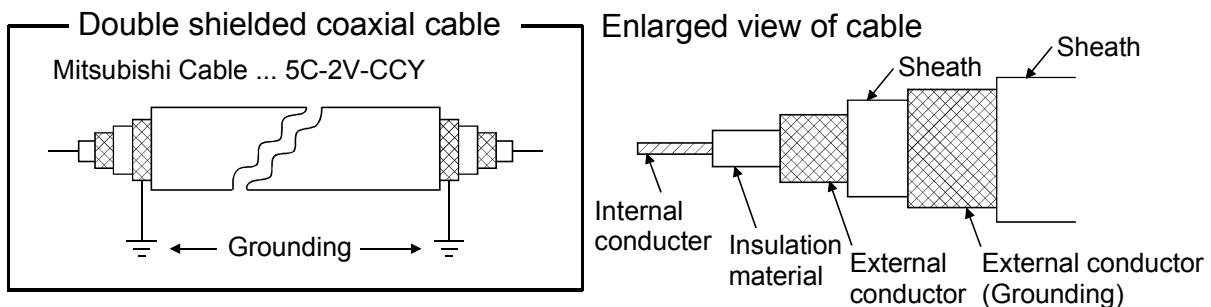 Double shielded coaxial cable
Mitsubishi Cable ... 5C-2V-CCY
Grounding
Enlarged view of cable
Sheath
Sheath
Internal
conducter
Insulation
material
External
conductor
External conductor
(Grounding)